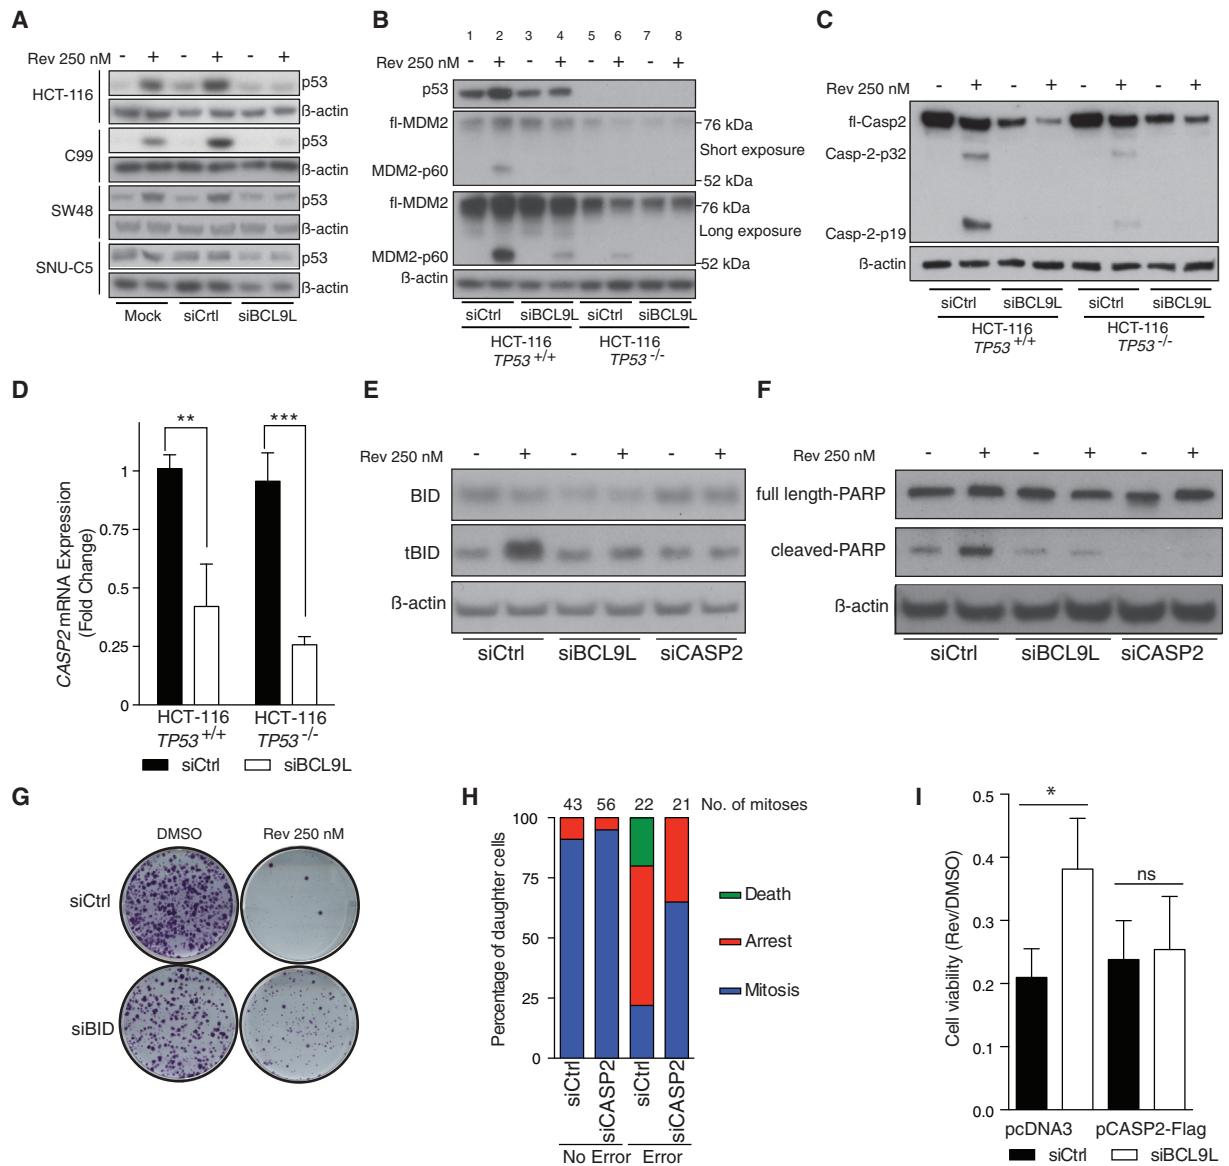 A
Rev 250 nM - + - + - +
HCT-116
p53
ß-actin
C99
p53
ß-actin
SW48
p53
ß-actin
SNU-C5
p53
ß-actin
Mock siCrtl siBCL9L
B
1 2 3 4 5 6 7 8
Rev 250 nM - + - + - + - +
p53
fl-MDM2
76 kDa
Short exposure
MDM2-p60
52 kDa
fl-MDM2
76 kDa
Long exposure
MDM2-p60
52 kDa
ß-actin
siCtrl siBCL9L siCtrl siBCL9L
HCT-116 HCT-116
TP53 +/+ TP53 -/-
C
Rev 250 nM - + - + - + - +
fl-Casp2
Casp-2-p32
Casp-2-p19
ß-actin
siCtrl siBCL9L siCtrl siBCL9L
HCT-116 HCT-116
TP53 +/+ TP53 -/-
D
CASP2 mRNA Expression
(Fold Change)
1
0.75
0.5
0.25
0
** ***
HCT-116 HCT-116
TP53 +/+ TP53 -/-
siCtrl siBCL9L
E
Rev 250 nM - + - + - +
BID
tBID
ß-actin
siCtrl siBCL9L siCASP2
F
Rev 250 nM - + - + - +
full length-PARP
cleaved-PARP
ß-actin
siCtrl siBCL9L siCASP2
G
DMSO Rev 250 nM
siCtrl
siBID
H
43 56 22 21 No. of mitoses
Percentage of daughter cells
100
75
50
25
0
Death
Arrest
Mitosis
siCtrl siCASP2 siCtrl siCASP2
No Error Error
I
Cell viability (Rev/DMSO)
0.5
0.4
0.3
0.2
0.1
0.0
* ns
pcDNA3 pCASP2-Flag
siCtrl siBCL9L